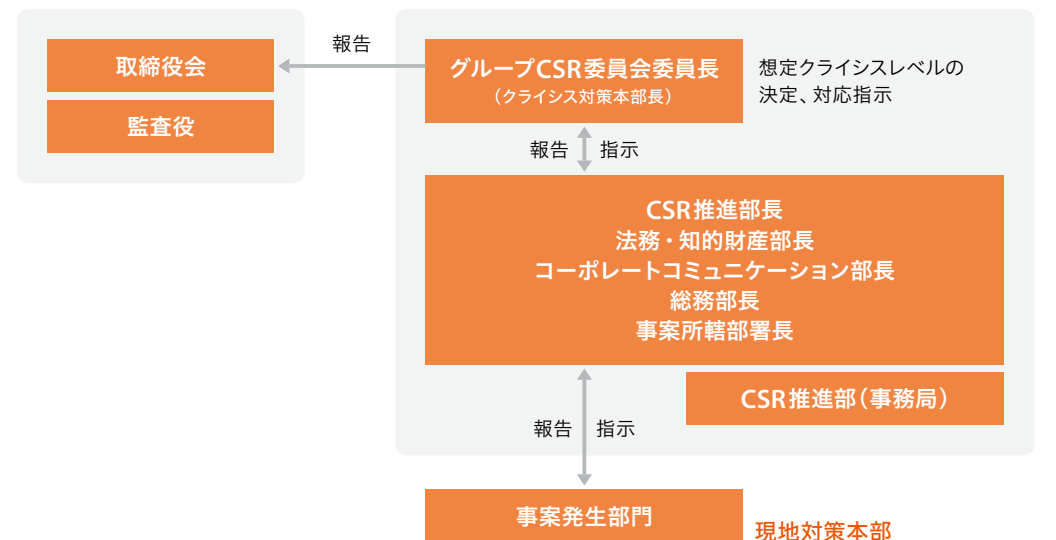 取締役会
監査役
報告
グループCSR委員会委員長
（クライシス対策本部長）
想定クライシスレベルの
決定、対応指示
報告 指示
CSR推進部長
法務・知的財産部長
コーポレートコミュニケーション部長
総務部長
事案所轄部署長
CSR推進部（事務局）
報告 指示
事案発生部門
現地対策本部